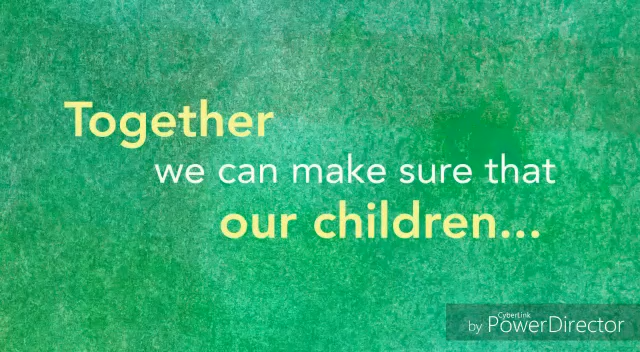 Together
we can make sure that
our children...
CyberLink
by PowerDirector